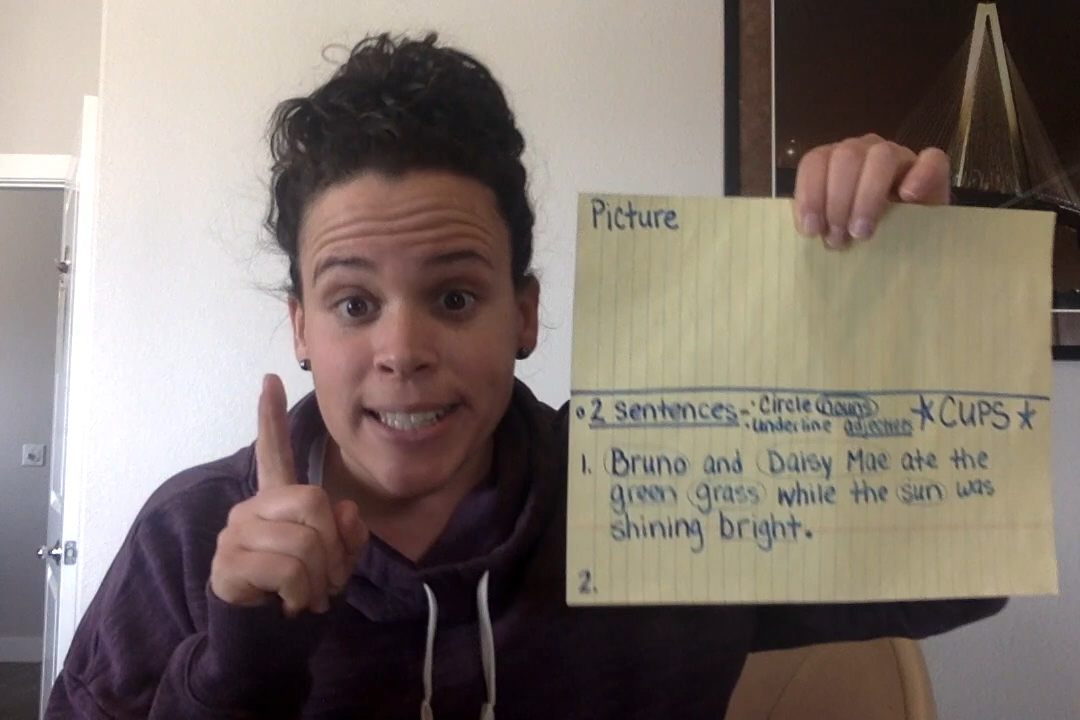 Picture
• 2 sentences - • Circle nouns *CUPS*
• underline adjectives
1. Bruno and Daisy Mae ate the
green grass while the sun was
shining bright.
2.